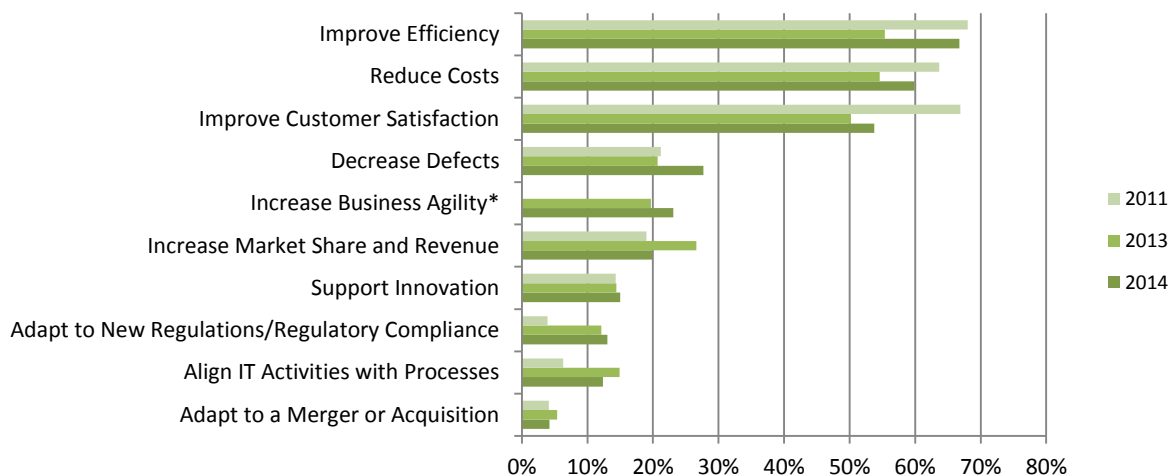 Improve Efficiency
Reduce Costs
Improve Customer Satisfaction
Decrease Defects
Increase Business Agility*
Increase Market Share and Revenue
Support Innovation
Adapt to New Regulations/Regulatory Compliance
Align IT Activities with Processes
Adapt to a Merger or Acquisition
2011
2013
2014
0% 10% 20% 30% 40% 50% 60% 70% 80%